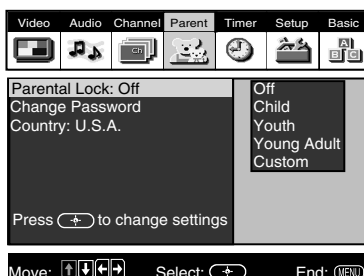 Video Audio Channel Parent Timer Setup Basic
Ch
A
B C
Parental Lock: Off
Change Password
Country: U.S.A.
Off
Child
Youth
Young Adult
Custom
Press to change settings
Move: Select: End: MENU